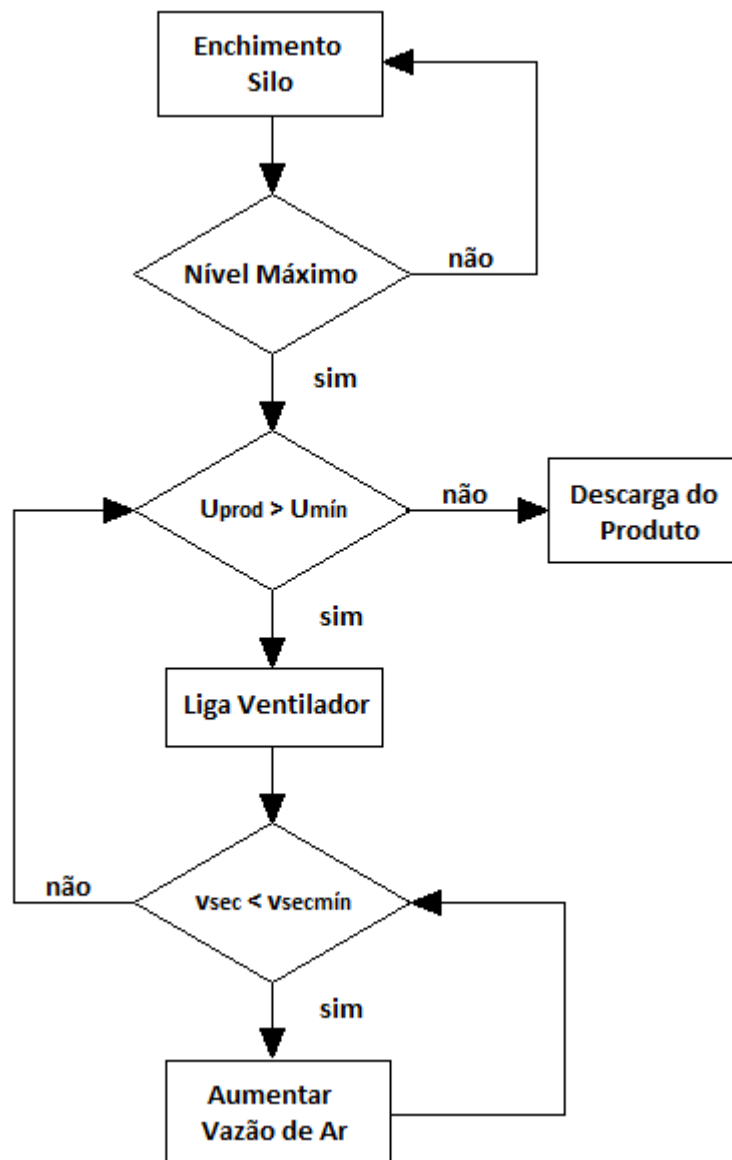 Enchimento
Silo
Nível Máximo
não
sim
Uprod > Umín
não
Descarga do
Produto
sim
Liga Ventilador
não
vsec < vsecmín
sim
Aumentar
Vazão de Ar